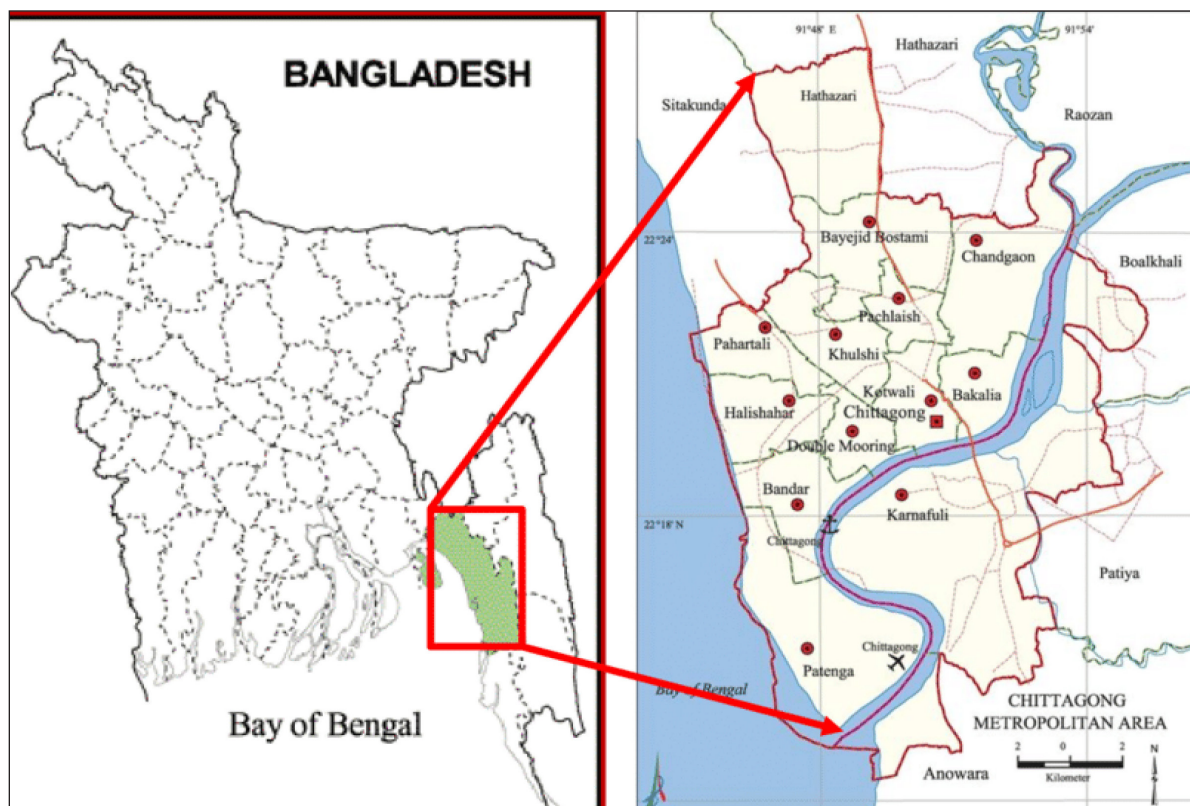 BANGLADESH
Bay of Bengal
91°48' E
91°54'
Hathazari
Sitakunda
Hathazari
Raozan
22°24'
Bayejid Bostami
Chandgaon
Boalkhali
Pachlaish
Pahartali
Khulshi
Kotwali
Bakalia
Halishahar
Chittagong
Double Mooring
Bandar
Karnafuli
22°18' N
Chittagong
Patiya
Chittagong
Patenga
Bay of Bengal
CHITTAGONG
METROPOLITAN AREA
2 0 2
Kilometer
N
S
Anowara